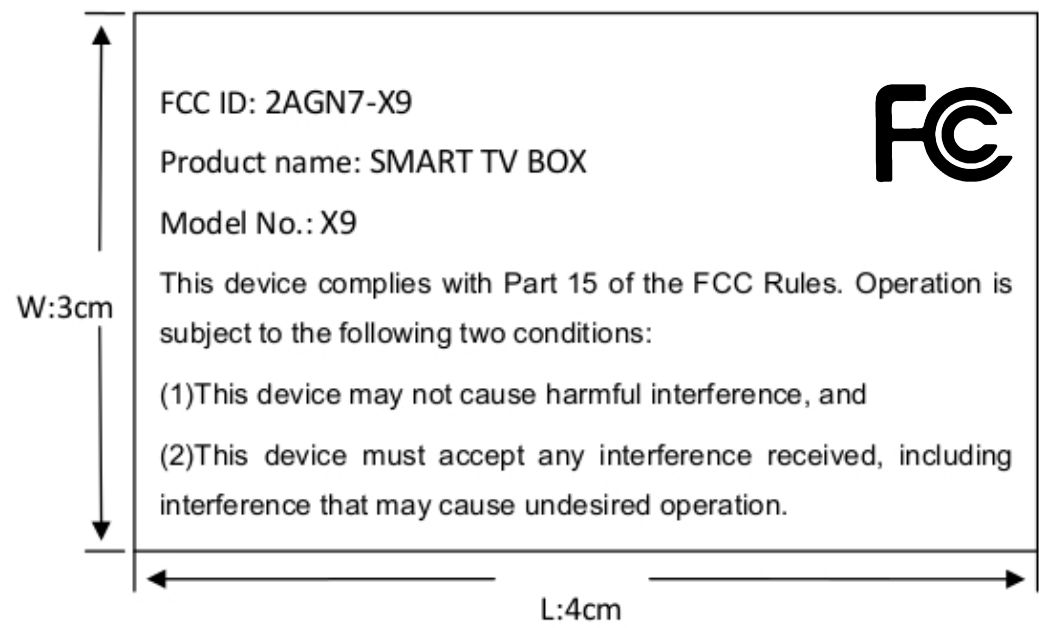 FCC ID: 2AGN7-X9
FC
Product name: SMART TV BOX
Model No.: X9
This device complies with Part 15 of the FCC Rules. Operation is
subject to the following two conditions:
(1)This device may not cause harmful interference, and
(2)This device must accept any interference received, including
interference that may cause undesired operation.
W:3cm
L:4cm